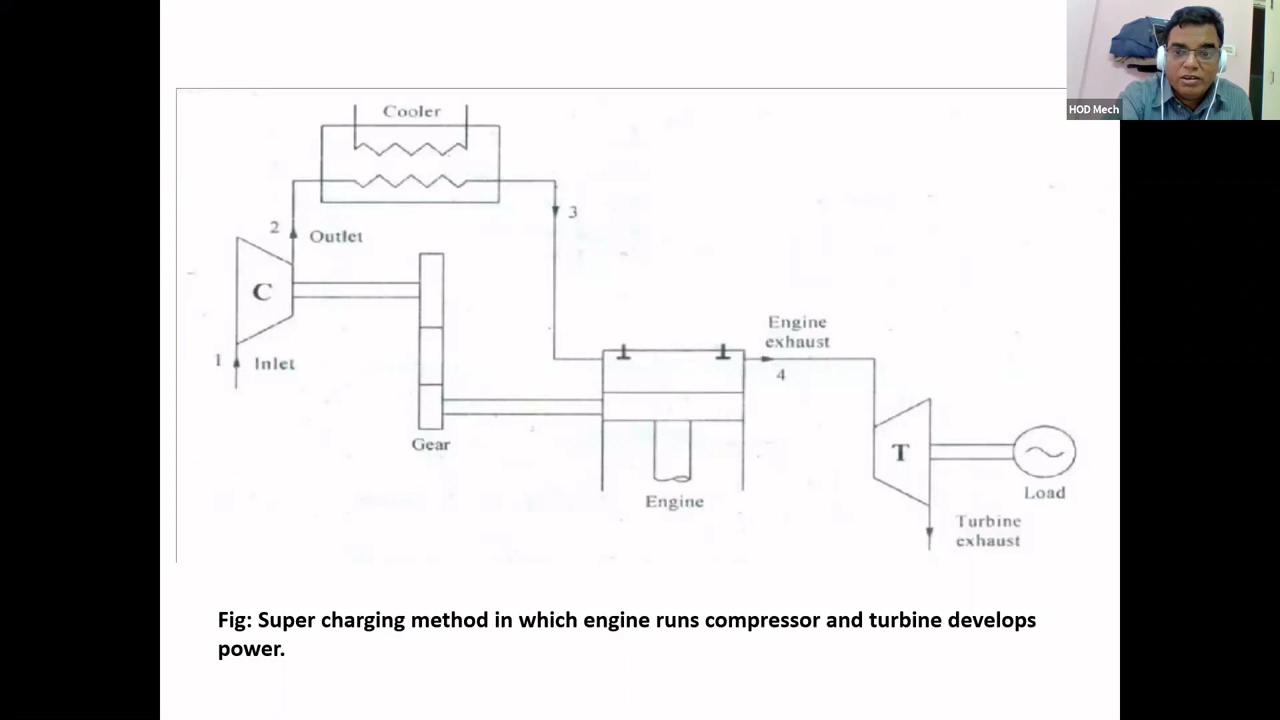 HOD Mech
Cooler
3
2
Outlet
C
1
Inlet
Gear
Engine
exhaust
4
T
Engine
Load
Turbine
exhaust
Fig: Super charging method in which engine runs compressor and turbine develops
power.